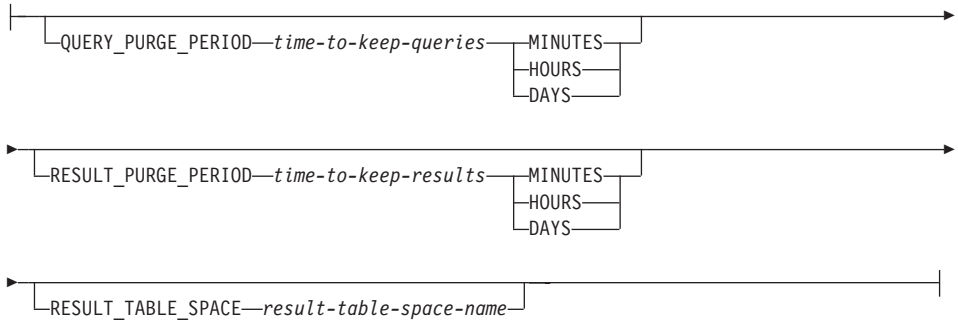 QUERY_PURGE_PERIOD time-to-keep-queries MINUTES
HOURS
DAYS
RESULT_PURGE_PERIOD time-to-keep-results MINUTES
HOURS
DAYS
RESULT_TABLE_SPACE result-table-space-name